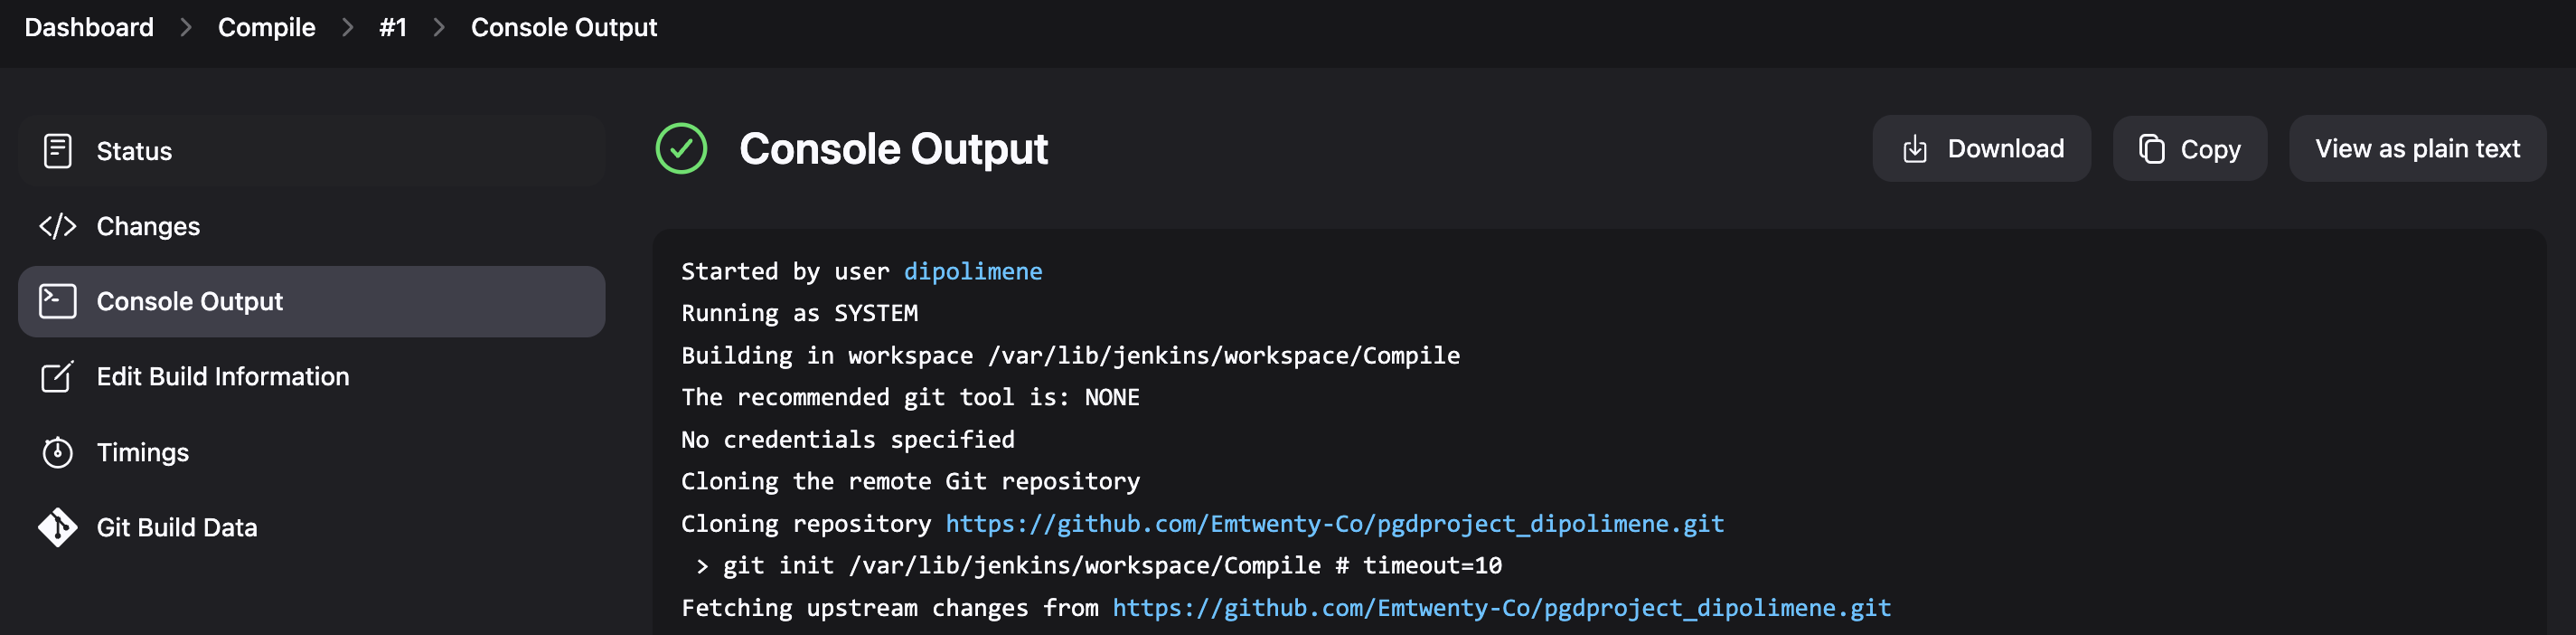 Dashboard > Compile > #1 > Console Output
Status
Changes
Console Output
Edit Build Information
Timings
Git Build Data
Console Output
Download
Copy
View as plain text
Started by user dipolimene
Running as SYSTEM
Building in workspace /var/lib/jenkins/workspace/Compile
The recommended git tool is: NONE
No credentials specified
Cloning the remote Git repository
Cloning repository https://github.com/Emtwenty-Co/pgdproject_dipolimene.git
 > git init /var/lib/jenkins/workspace/Compile # timeout=10
Fetching upstream changes from https://github.com/Emtwenty-Co/pgdproject_dipolimene.git